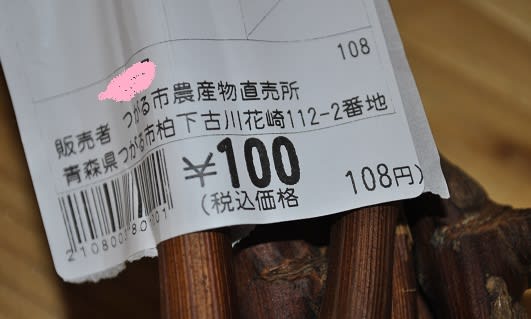 108
販売者 つがる市農産物直売所
青森県つがる市柏下古川花崎112-2番地
¥100
(税込価格 108円)